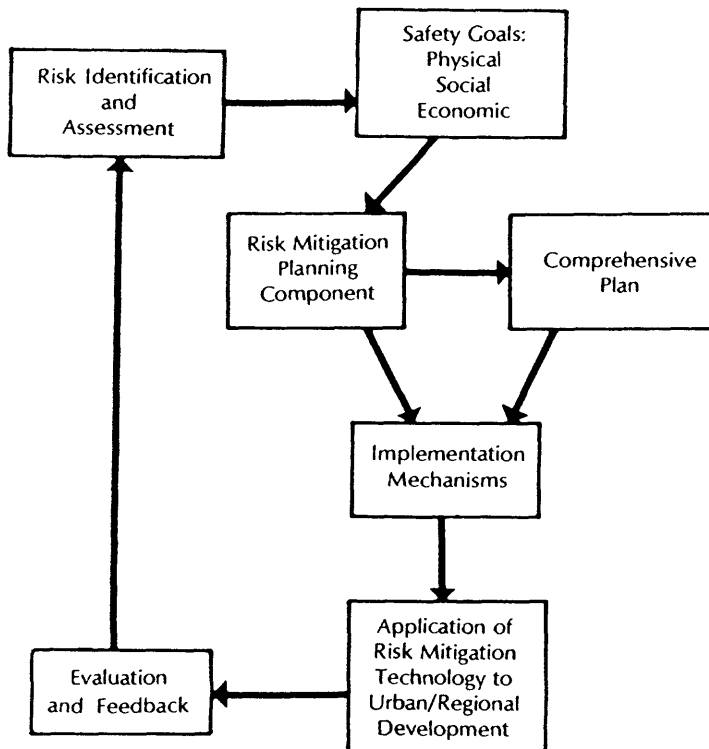 Risk Identification
and
Assessment
Safety Goals:
Physical
Social
Economic
Risk Mitigation
Planning
Component
Comprehensive
Plan
Implementation
Mechanisms
Application of
Risk Mitigation
Technology to
Urban/Regional
Development
Evaluation
and Feedback